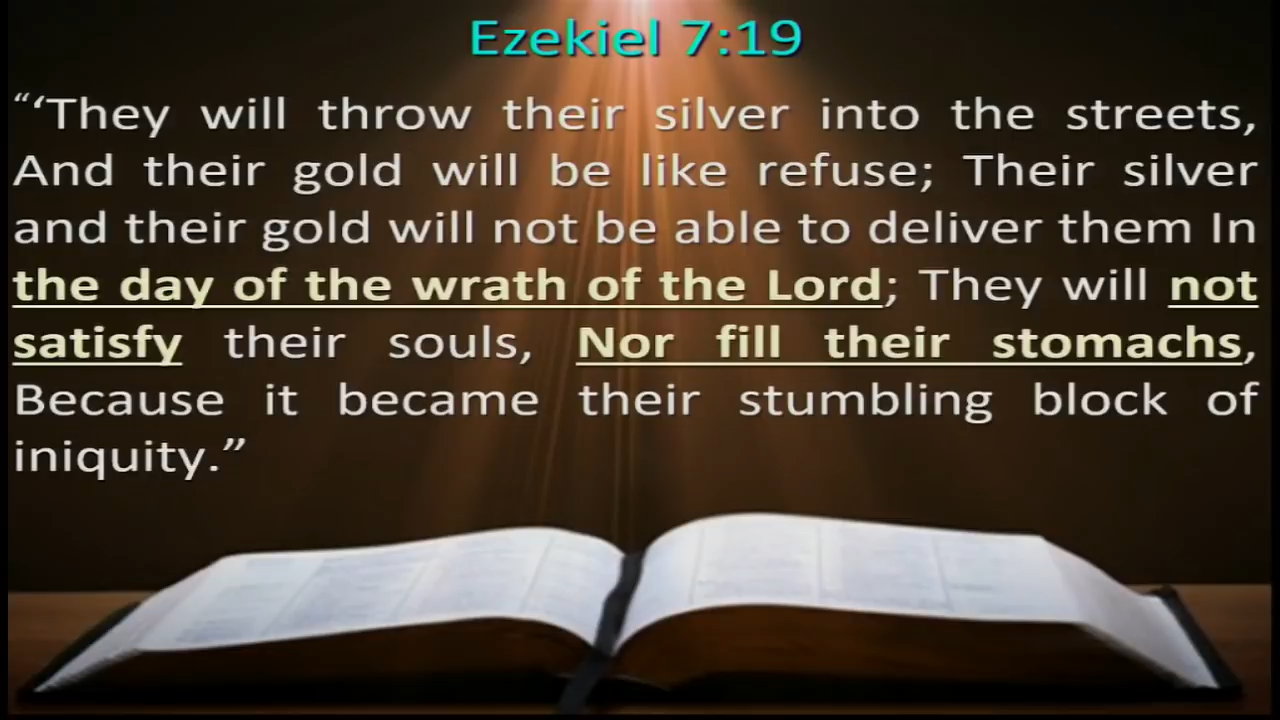 Ezekiel 7:19
“‘They will throw their silver into the streets,
And their gold will be like refuse; Their silver
and their gold will not be able to deliver them In
the day of the wrath of the Lord; They will not
satisfy their souls, Nor fill their stomachs,
Because it became their stumbling block of
iniquity.”